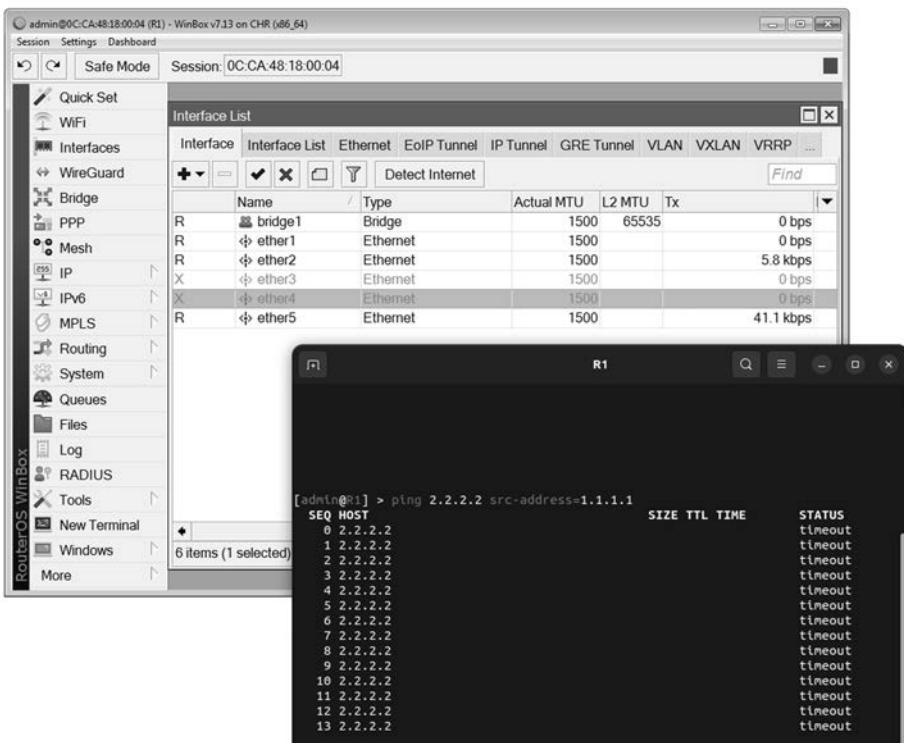 admin@0C:CA:48:18:00:04 (R1) - WinBox v7.13 on CHR (x86_64)
Session Settings Dashboard
Safe Mode Session: 0C:CA:48:18:00:04
Quick Set
WiFi
Interfaces
WireGuard
Bridge
PPP
Mesh
IP
IPv6
MPLS
Routing
System
Queues
Files
Log
RADIUS
Tools
New Terminal
Windows
More
RouterOS WinBox
Interface List
Interface Interface List Ethernet EoIP Tunnel IP Tunnel GRE Tunnel VLAN VXLAN VRRP ...
Detect Internet Find
Name / Type Actual MTU L2 MTU Tx
R bridge1 Bridge 1500 65535 0 bps
R ether1 Ethernet 1500 0 bps
R ether2 Ethernet 1500 5.8 kbps
X ether3 Ethernet 1500 0 bps
X ether4 Ethernet 1500 0 bps
R ether5 Ethernet 1500 41.1 kbps
6 items (1 selected)
R1
[admin@R1] > ping 2.2.2.2 src-address=1.1.1.1
SEQ HOST SIZE TTL TIME STATUS
0 2.2.2.2 timeout
1 2.2.2.2 timeout
2 2.2.2.2 timeout
3 2.2.2.2 timeout
4 2.2.2.2 timeout
5 2.2.2.2 timeout
6 2.2.2.2 timeout
7 2.2.2.2 timeout
8 2.2.2.2 timeout
9 2.2.2.2 timeout
10 2.2.2.2 timeout
11 2.2.2.2 timeout
12 2.2.2.2 timeout
13 2.2.2.2 timeout